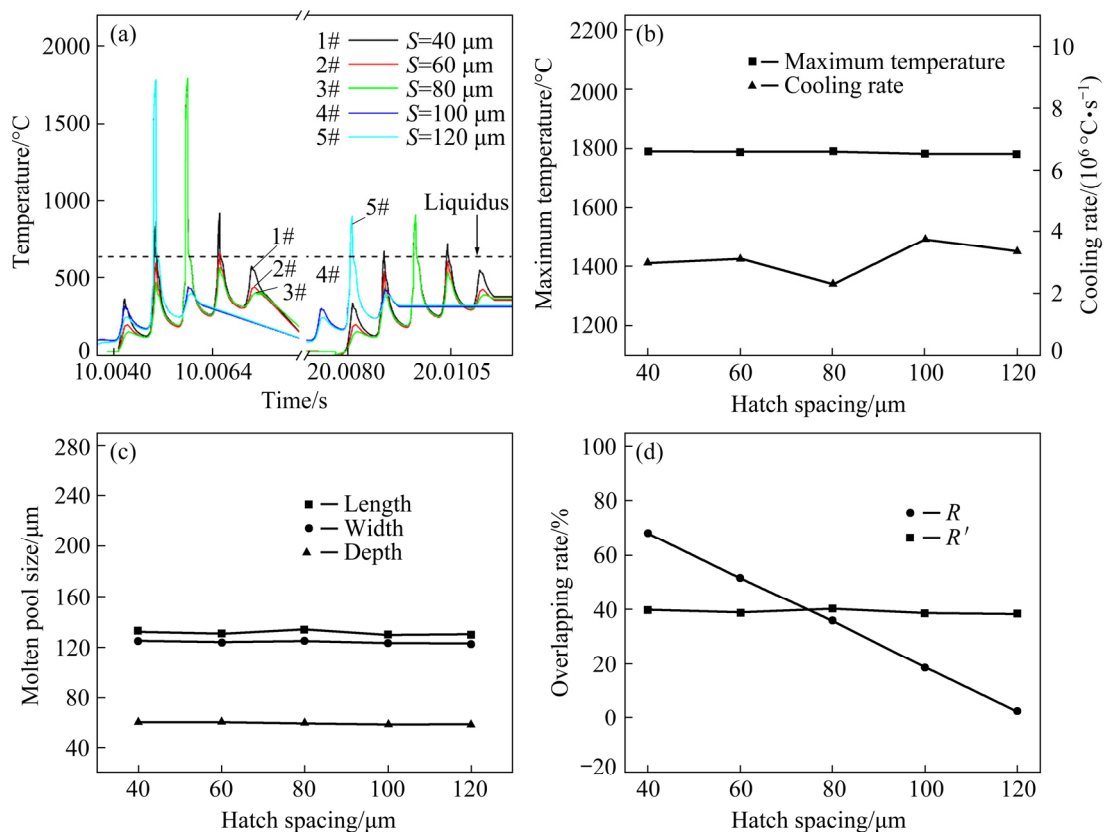 (a)
2000
1500
1000
500
0
Temperature/°C
1# S=40 μm
2# S=60 μm
3# S=80 μm
4# S=100 μm
5# S=120 μm
Liquidus
5#
1#
2#
3#
4#
10.0040 10.0064 20.0080 20.0105
Time/s
(b)
Maximum temperature
Cooling rate
2200
2000
1800
1600
1400
1200
Maximum temperature/°C
10
8
6
4
2
0
Cooling rate/(10⁶ °C•s⁻¹)
40 60 80 100 120
Hatch spacing/μm
(c)
Length
Width
Depth
280
240
200
160
120
80
40
Molten pool size/μm
40 60 80 100 120
Hatch spacing/μm
(d)
R
R′
100
80
60
40
20
0
−20
Overlapping rate/%
40 60 80 100 120
Hatch spacing/μm